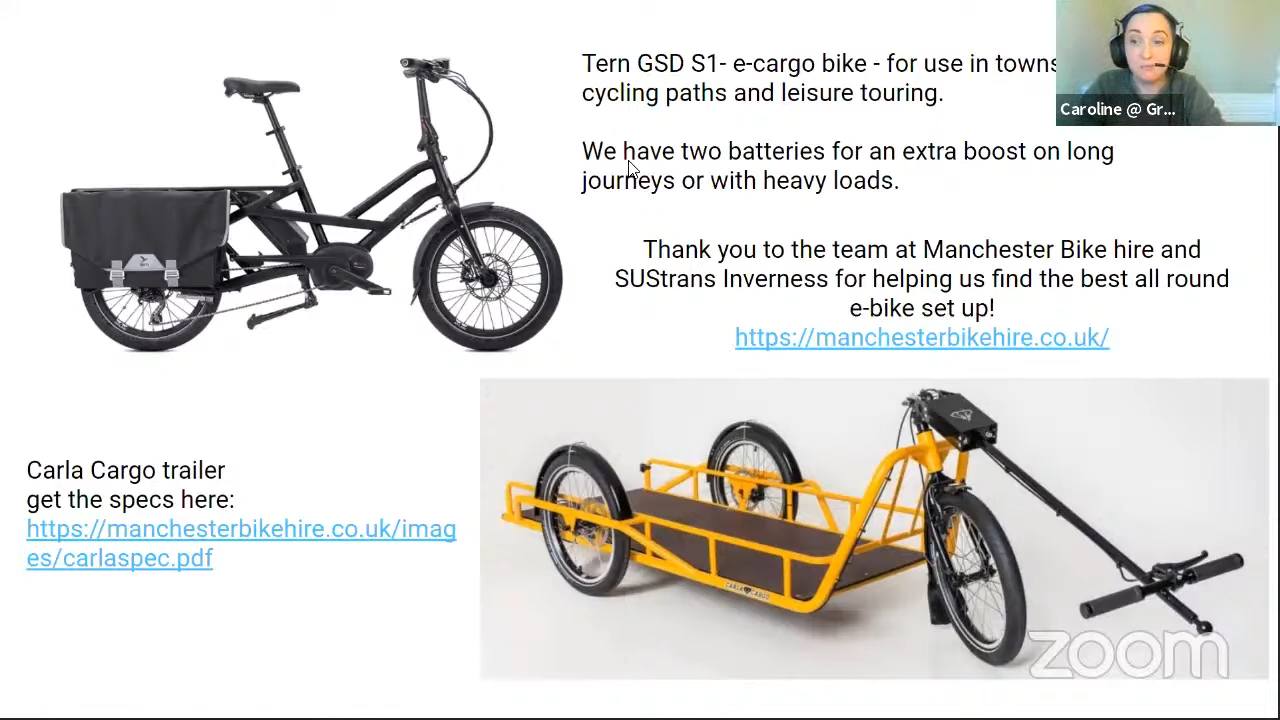 Tern GSD S1- e-cargo bike - for use in towns
cycling paths and leisure touring.
Caroline @ Gr...
We have two batteries for an extra boost on long
journeys or with heavy loads.
Thank you to the team at Manchester Bike hire and
SUStrans Inverness for helping us find the best all round
e-bike set up!
https://manchesterbikehire.co.uk/
Carla Cargo trailer
get the specs here:
https://manchesterbikehire.co.uk/imag
es/carlaspec.pdf
CARLA CARGO
zoom